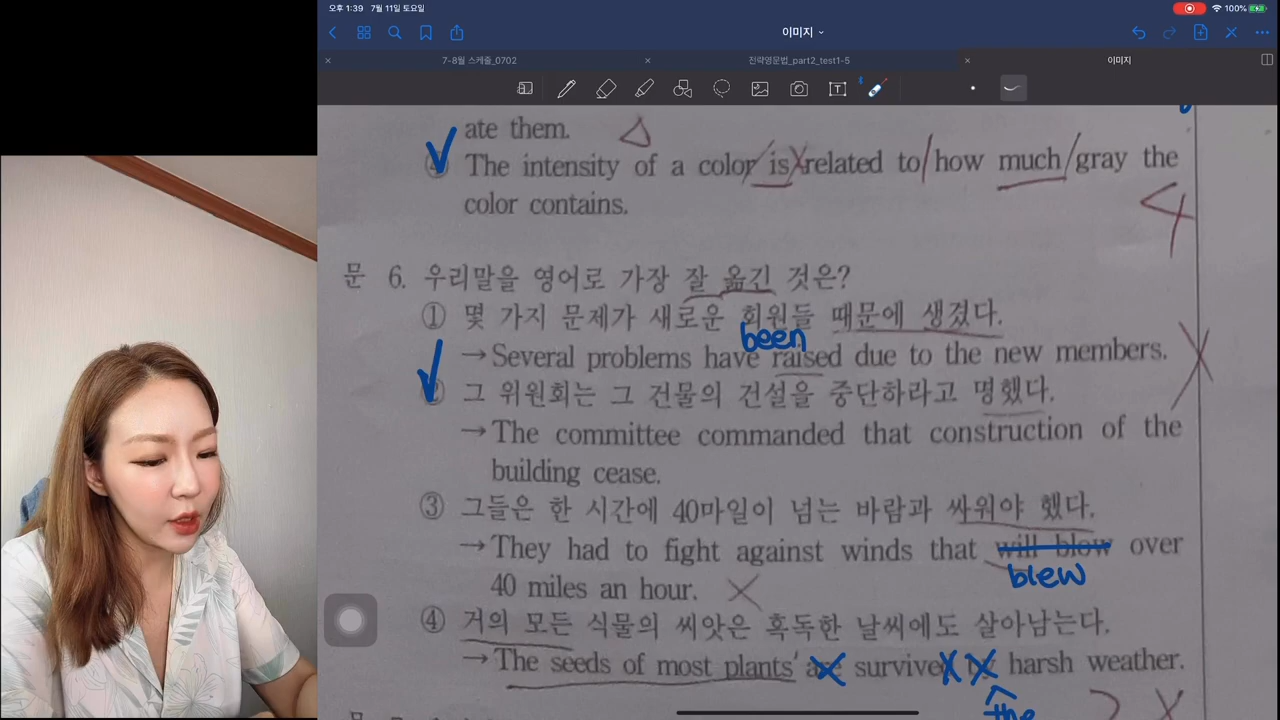 오후 1:39 7월 11일 토요일
100%
이미지
7-8월 스케쥴_0702
전략영문법_part2_test1-5
이미지
ate them.
The intensity of a color is related to how much gray the
color contains.
4
문 6. 우리말을 영어로 가장 잘 옮긴 것은?
① 몇 가지 문제가 새로운 회원들 때문에 생겼다.
been
→ Several problems have raised due to the new members.
② 그 위원회는 그 건물의 건설을 중단하라고 명했다.
→ The committee commanded that construction of the
building cease.
③ 그들은 한 시간에 40마일이 넘는 바람과 싸워야 했다.
→ They had to fight against winds that will blow over
blew
40 miles an hour.
④ 거의 모든 식물의 씨앗은 혹독한 날씨에도 살아남는다.
→ The seeds of most plants are survive harsh weather.
the